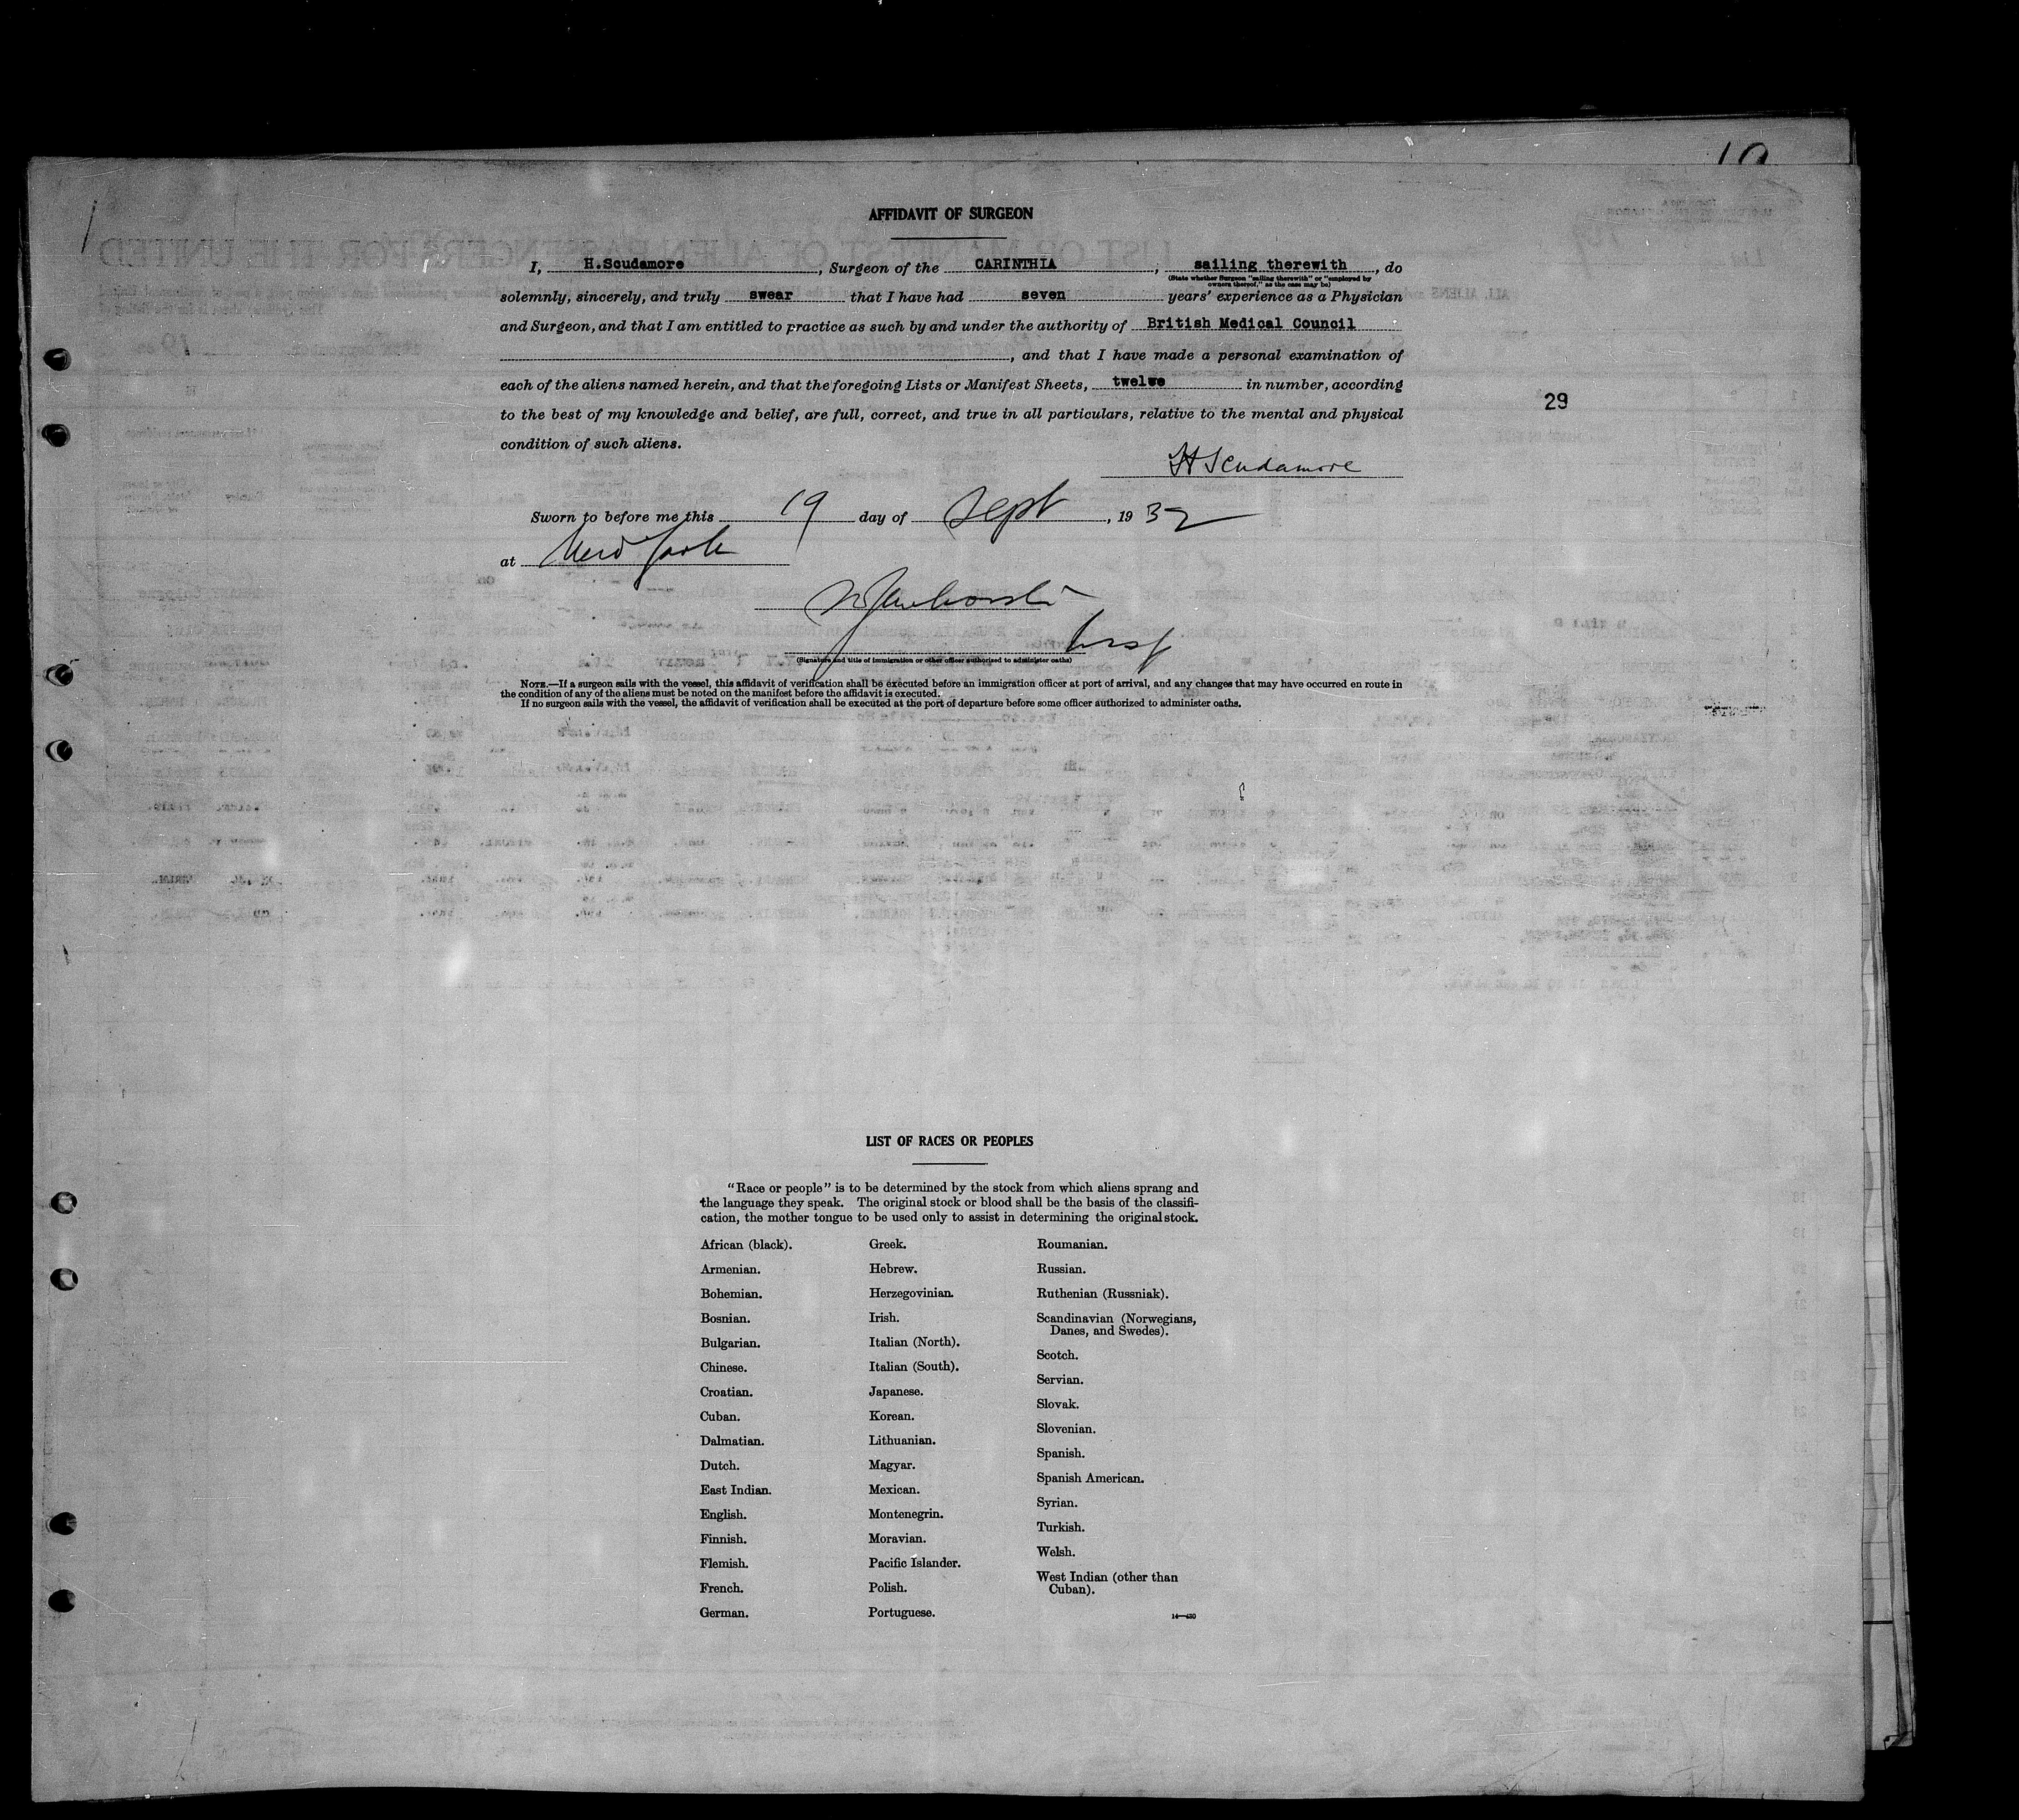 10
AFFIDAVIT OF SURGEON
I, H.Scudamore, Surgeon of the CARINTHIA, sailing therewith, do
(State whether Surgeon "sailing therewith" or "employed by
owners thereof," as the case may be)
solemnly, sincerely, and truly swear that I have had seven years' experience as a Physician
and Surgeon, and that I am entitled to practice as such by and under the authority of British Medical Council
, and that I have made a personal examination of
each of the aliens named herein, and that the foregoing Lists or Manifest Sheets, twelve in number, according
29
to the best of my knowledge and belief, are full, correct, and true in all particulars, relative to the mental and physical
condition of such aliens.
H Scudamore
Sworn to before me this 19 day of Sept, 1932
at New York
(Signature and title of immigration or other officer authorized to administer oaths)
NOTE.—If a surgeon sails with the vessel, this affidavit of verification shall be executed before an immigration officer at port of arrival, and any changes that may have occurred en route in
the condition of any of the aliens must be noted on the manifest before the affidavit is executed.
If no surgeon sails with the vessel, the affidavit of verification shall be executed at the port of departure before some officer authorized to administer oaths.
LIST OF RACES OR PEOPLES
"Race or people" is to be determined by the stock from which aliens sprang and
the language they speak. The original stock or blood shall be the basis of the classifi-
cation, the mother tongue to be used only to assist in determining the original stock.
African (black).
Armenian.
Bohemian.
Bosnian.
Bulgarian.
Chinese.
Croatian.
Cuban.
Dalmatian.
Dutch.
East Indian.
English.
Finnish.
Flemish.
French.
German.
Greek.
Hebrew.
Herzegovinian.
Irish.
Italian (North).
Italian (South).
Japanese.
Korean.
Lithuanian.
Magyar.
Mexican.
Montenegrin.
Moravian.
Pacific Islander.
Polish.
Portuguese.
Roumanian.
Russian.
Ruthenian (Russniak).
Scandinavian (Norwegians,
Danes, and Swedes).
Scotch.
Servian.
Slovak.
Slovenian.
Spanish.
Spanish American.
Syrian.
Turkish.
Welsh.
West Indian (other than
Cuban).
14—430